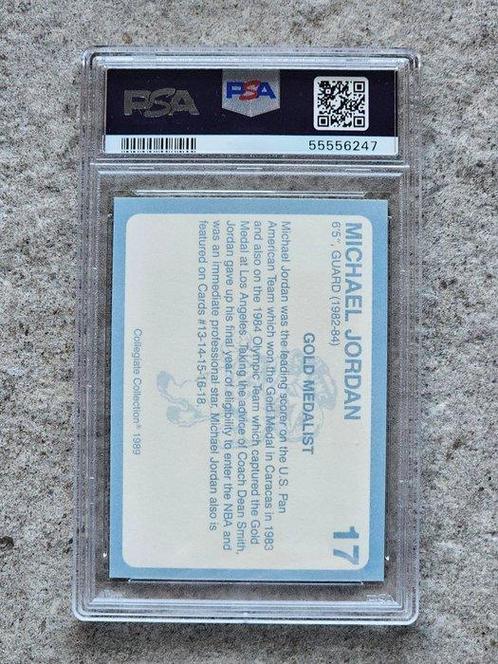 PSA
PSA
55556247
MICHAEL JORDAN
6'5", GUARD (1982-84)
17
GOLD MEDALIST
Michael Jordan was the leading scorer on the U.S. Pan
American Team which won the Gold Medal in Caracas in 1983
and also on the 1984 Olympic Team which captured the Gold
Medal at Los Angeles. Taking the advice of Coach Dean Smith,
Jordan gave up his final year of eligibility to enter the NBA and
was an immediate professional star. Michael Jordan also is
featured on Cards #13-14-15-16-18.
Collegiate Collection® 1989